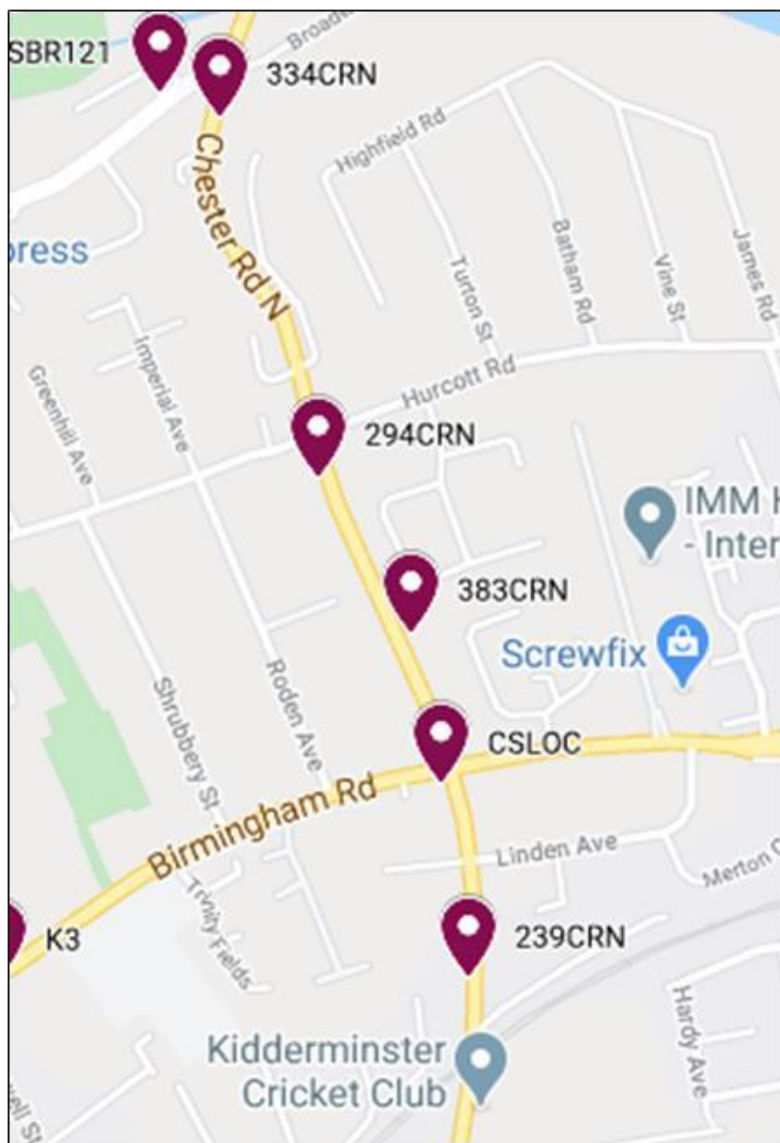 SBR121
334CRN
Highfield Rd
Chester Rd N
Batham Rd
Vine St
James Rd
Turton St
Imperial Ave
Greenhill Ave
Hurcott Rd
294CRN
IMM
- Inter
383CRN
Screwfix
Roden Ave
Shrubbery St
CSLOC
Birmingham Rd
Linden Ave
Merton
Trinity Fields
K3
239CRN
Hardy Ave
Kidderminster
Cricket Club